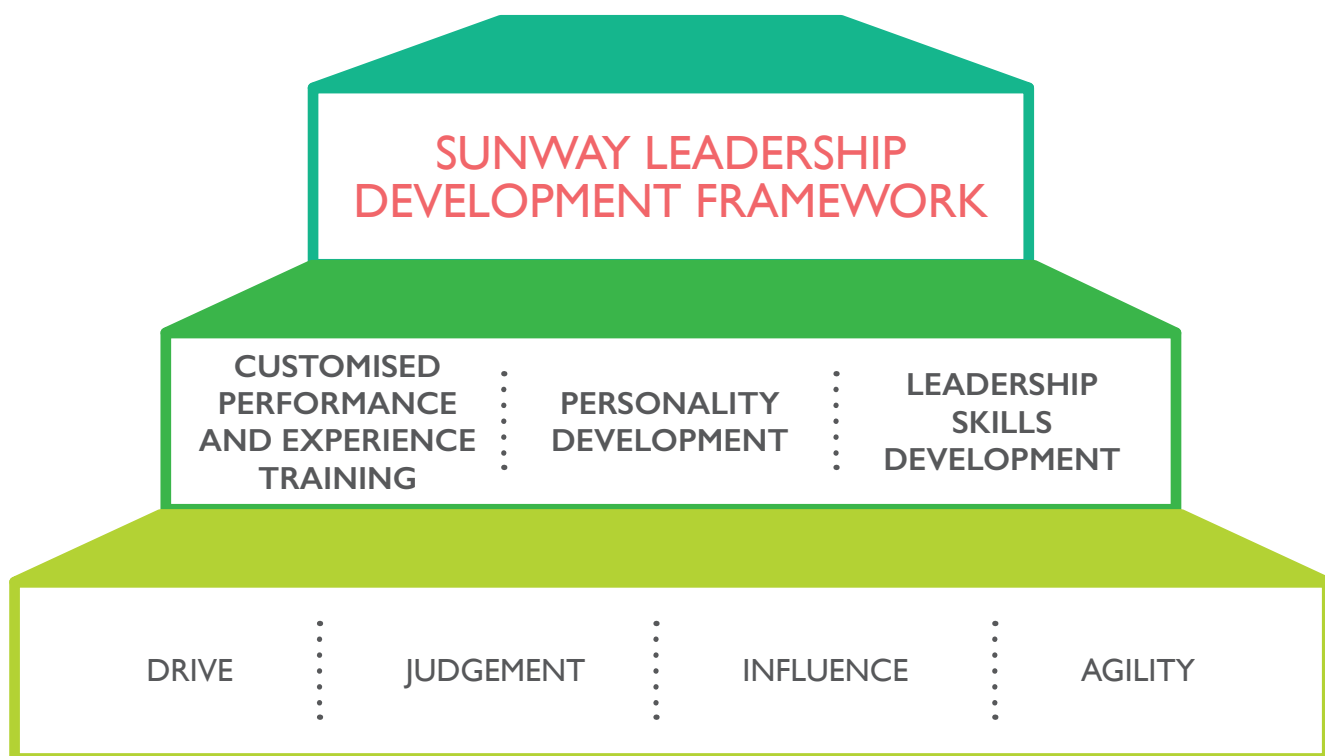 SUNWAY LEADERSHIP
DEVELOPMENT FRAMEWORK
CUSTOMISED
PERFORMANCE
AND EXPERIENCE
TRAINING
PERSONALITY
DEVELOPMENT
LEADERSHIP
SKILLS
DEVELOPMENT
DRIVE
JUDGEMENT
INFLUENCE
AGILITY